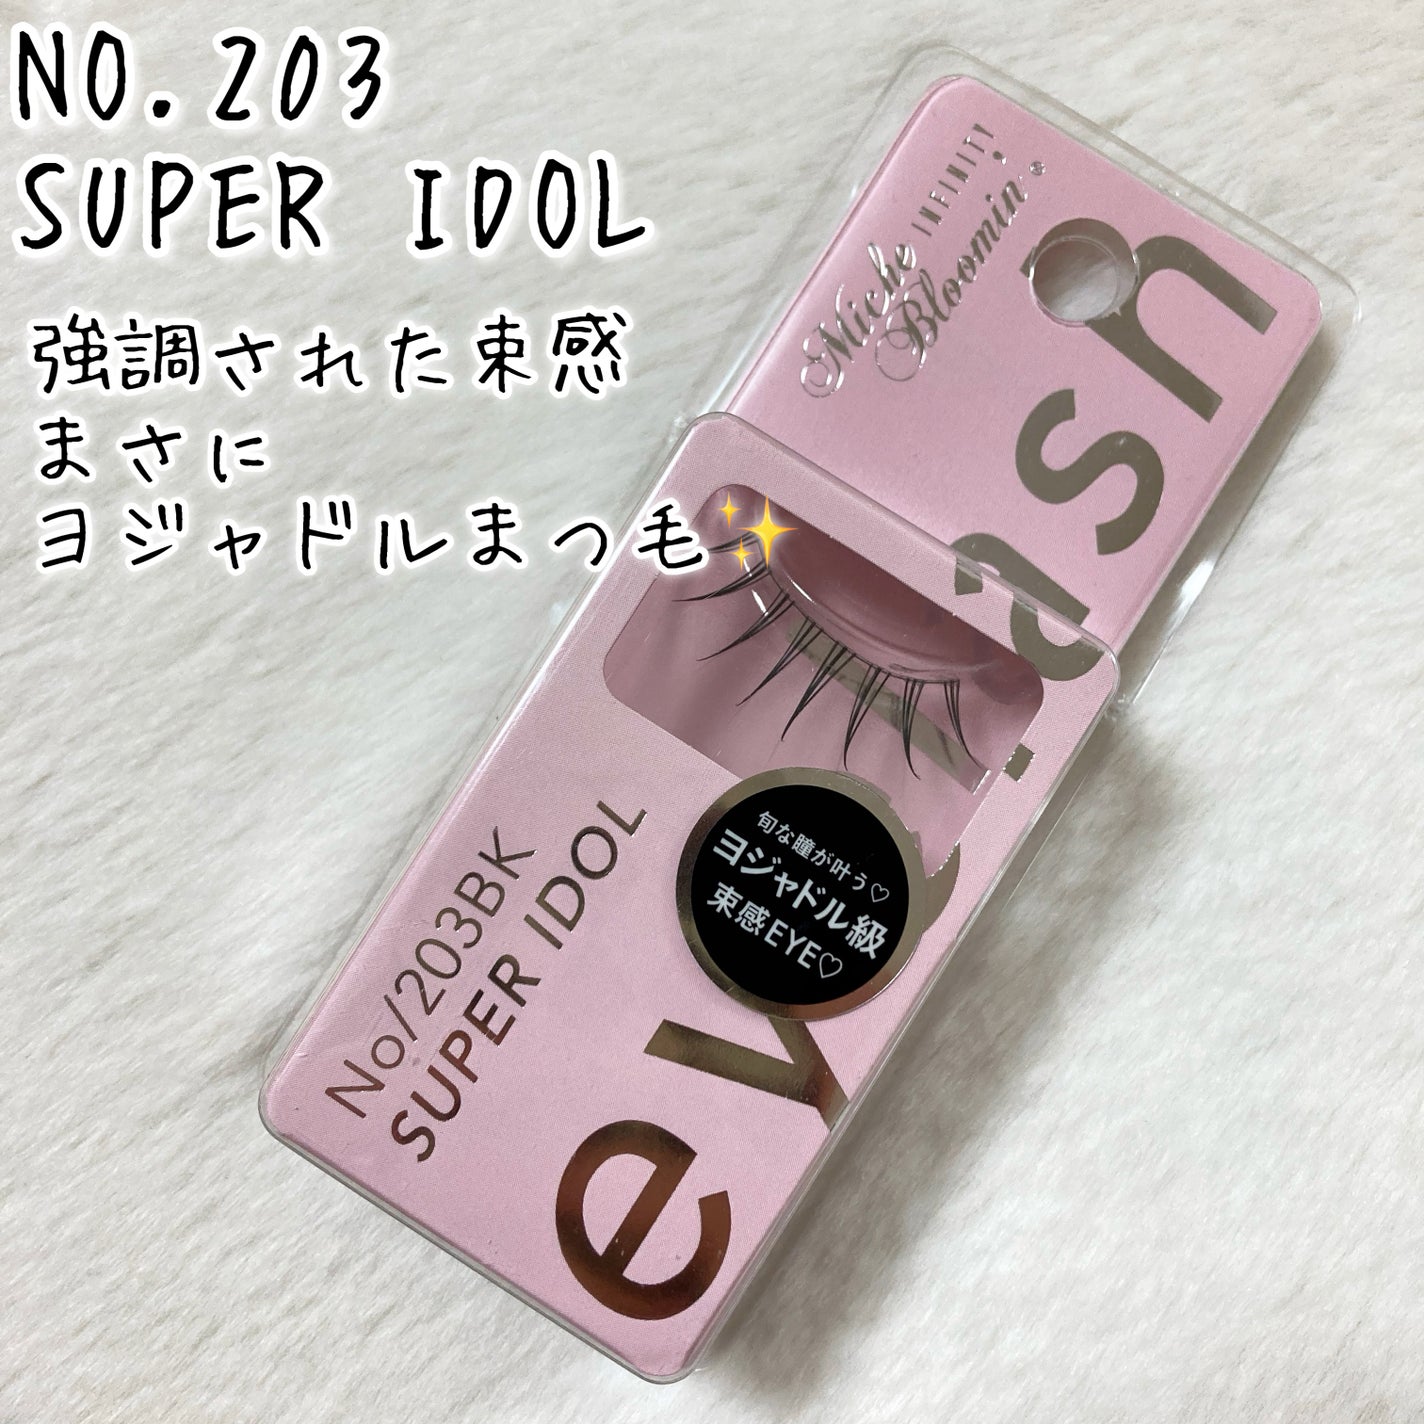 NO.203
SUPER IDOL
強調された束感
まさに
ヨジャドルまつ毛✨
Miche INFINITY
Bloomin'®
eyelash
旬な瞳が叶う♡
ヨジャドル級
束感EYE♡
No/203BK
SUPER IDOL